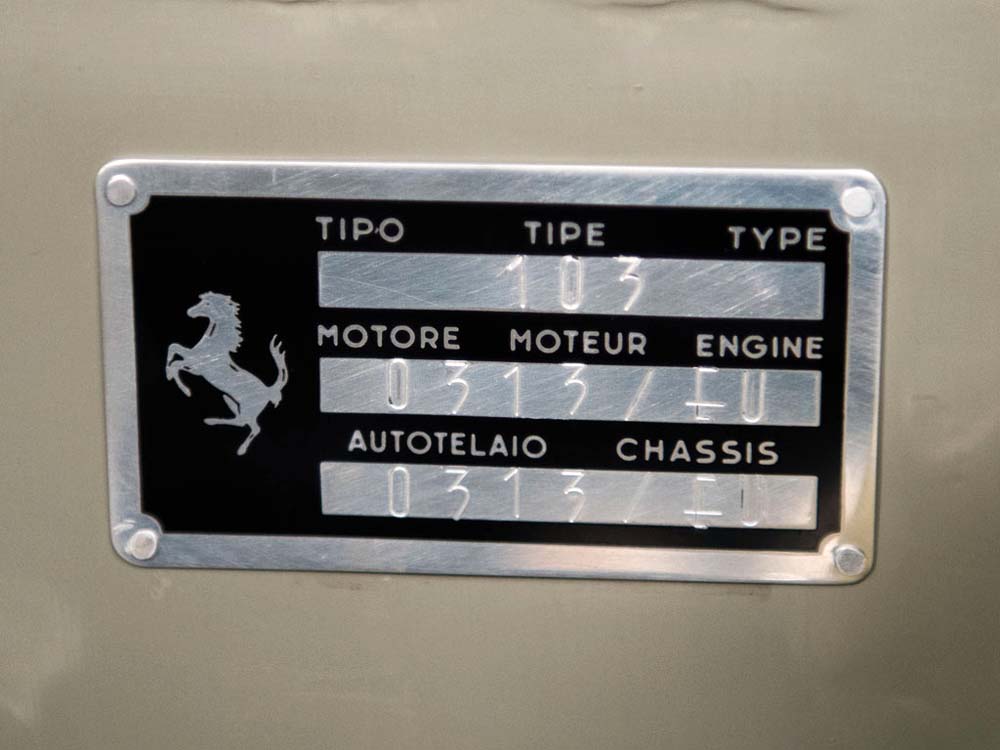 TIPO TIPE TYPE
103
MOTORE MOTEUR ENGINE
0313/EU
AUTOTELAIO CHASSIS
0313/EU